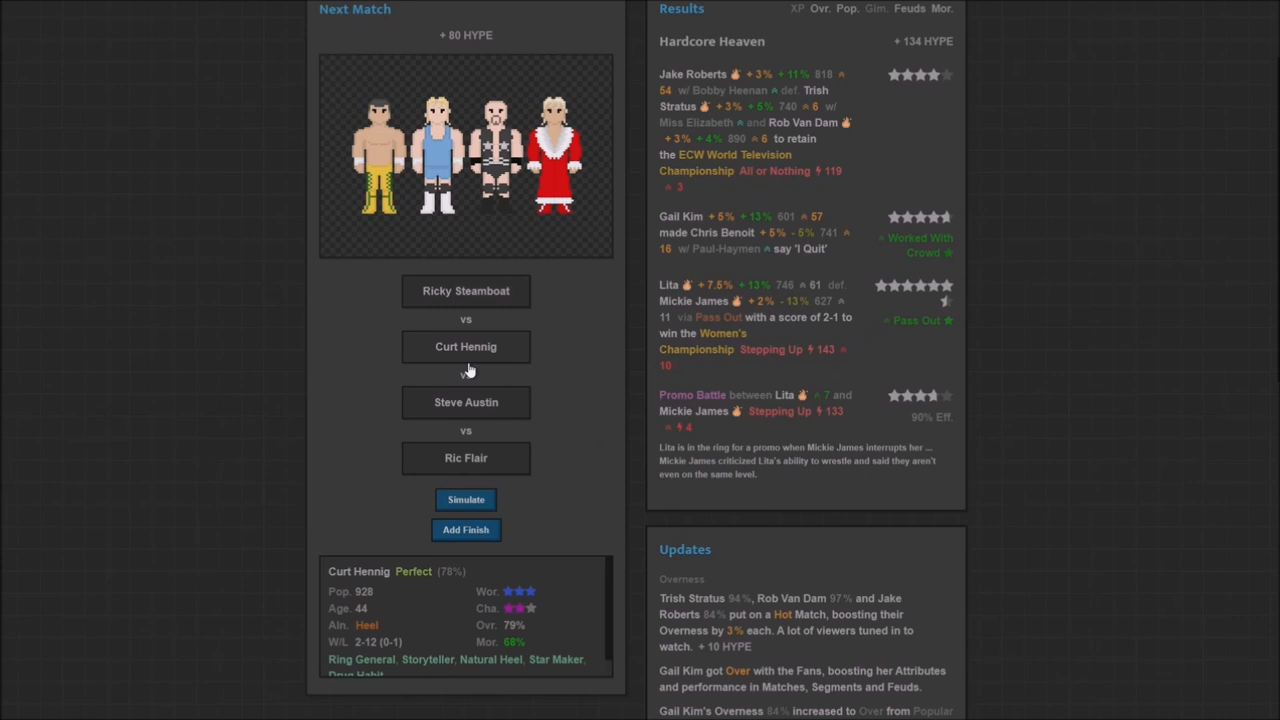 Next Match
+ 80 HYPE
Ricky Steamboat
vs
Curt Hennig
Steve Austin
vs
Ric Flair
Simulate
Add Finish
Curt Hennig Perfect (78%)
Pop. 928 Wor.
Age. 44 Cha.
Aln. Heel Ovr. 79%
W/L 2-12 (0-1) Mor. 68%
Ring General, Storyteller, Natural Heel, Star Maker,
Drug Habit
Results XP Ovr. Pop. Gim. Feuds Mor.
Hardcore Heaven + 134 HYPE
Jake Roberts + 3% + 11% 818
54 w/ Bobby Heenan def. Trish
Stratus + 3% + 5% 740 6 w/
Miss Elizabeth and Rob Van Dam
+ 3% + 4% 890 6 to retain
the ECW World Television
Championship All or Nothing 119
3
Gail Kim + 5% + 13% 601 57
made Chris Benoit + 5% - 5% 741
16 w/ Paul-Haymen say 'I Quit'
Worked With
Crowd
Lita + 7.5% + 13% 746 61 def.
Mickie James + 2% - 13% 627
11 via Pass Out with a score of 2-1 to
win the Women's
Championship Stepping Up 143
10
Pass Out
Promo Battle between Lita 7 and
Mickie James Stepping Up 133
4
90% Eff.
Lita is in the ring for a promo when Mickie James interrupts her ...
Mickie James criticized Lita's ability to wrestle and said they aren't
even on the same level.
Updates
Overness
Trish Stratus 94%, Rob Van Dam 97% and Jake
Roberts 84% put on a Hot Match, boosting their
Overness by 3% each. A lot of viewers tuned in to
watch. + 10 HYPE
Gail Kim got Over with the Fans, boosting her Attributes
and performance in Matches, Segments and Feuds.
Gail Kim's Overness 84% increased to Over from Popular